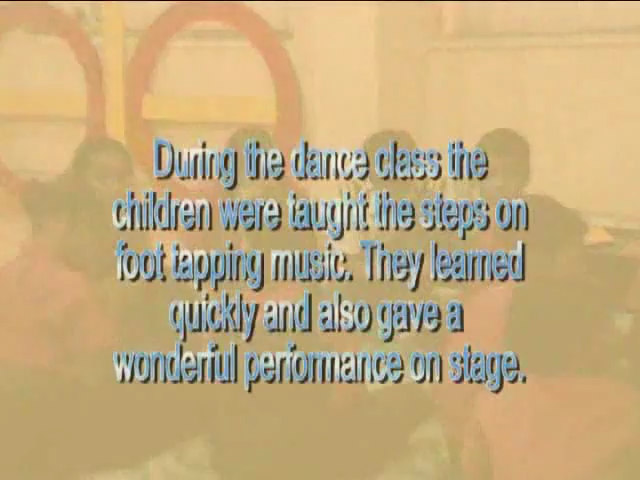 During the dance class the
children were taught the steps on
foot tapping music. They learned
quickly and also gave a
wonderful performance on stage.